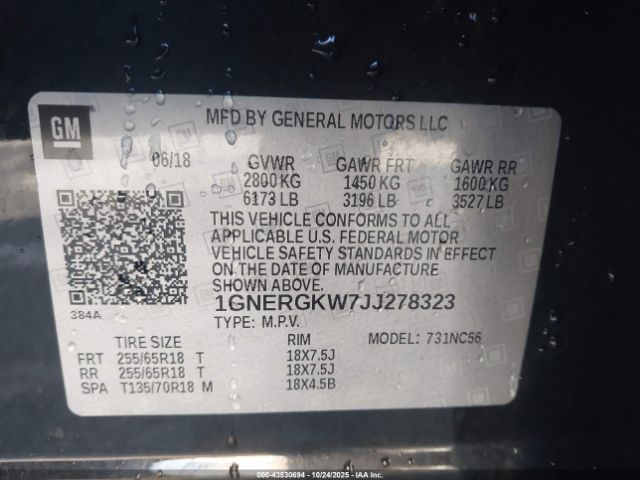 GM
MFD BY GENERAL MOTORS LLC
06/18 GVWR GAWR FRT GAWR RR
2800 KG 1450 KG 1600 KG
6173 LB 3196 LB c 3527 LB
THIS VEHICLE CONFORMS TO ALL
APPLICABLE U.S. FEDERAL MOTOR
VEHICLE SAFETY STANDARDS IN EFFECT
ON THE DATE OF MANUFACTURE
SHOWN ABOVE.
384A
1GNERGKW7JJ278323
TYPE: M.P.V.
TIRE SIZE RIM MODEL: 731NC56
FRT 255/65R18 T 18X7.5J
RR 255/65R18 T 18X7.5J
SPA T135/70R18 M 18X4.5B
IAA
© - 43530694 - 10/24/2025 - IAAI.com